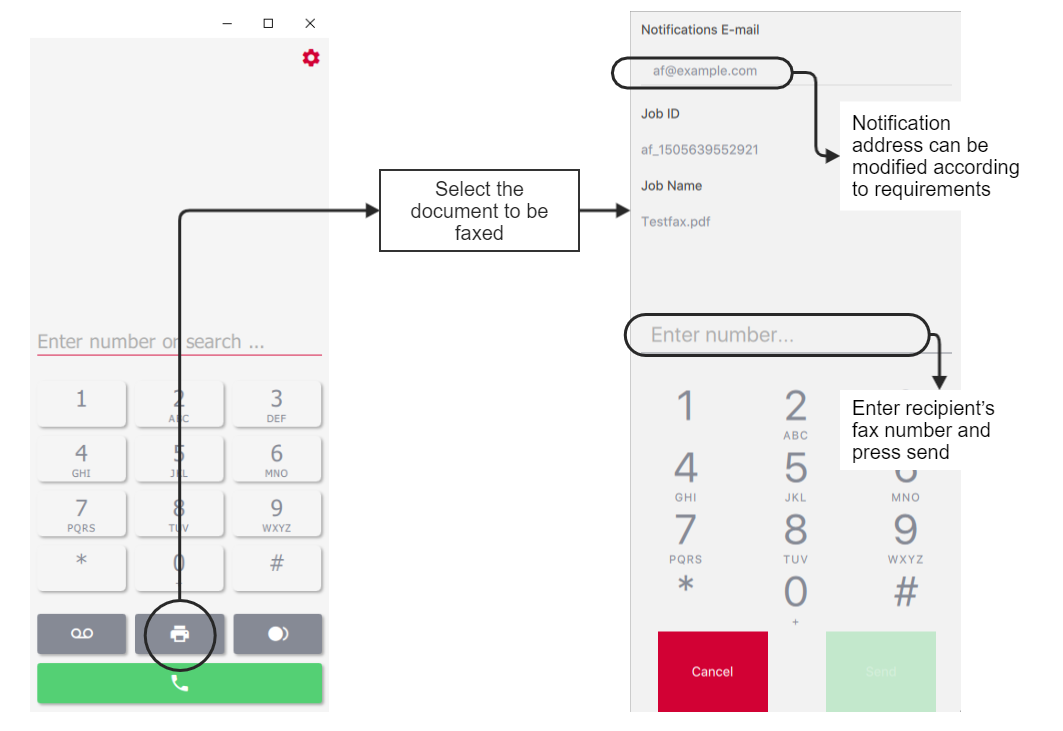 Enter number or search ...
1
2
ABC
3
DEF
4
GHI
5
JKL
6
MNO
7
PQRS
8
TUV
9
WXYZ
*
0
+
#
Select the
document to be
faxed
Notifications E-mail
af@example.com
Job ID
af_1505639552921
Job Name
Testfax.pdf
Notification
address can be
modified according
to requirements
Enter number...
Enter recipient's
fax number and
press send
1
2
ABC
4
GHI
5
JKL
6
MNO
7
PQRS
8
TUV
9
WXYZ
*
0
+
#
Cancel
Send